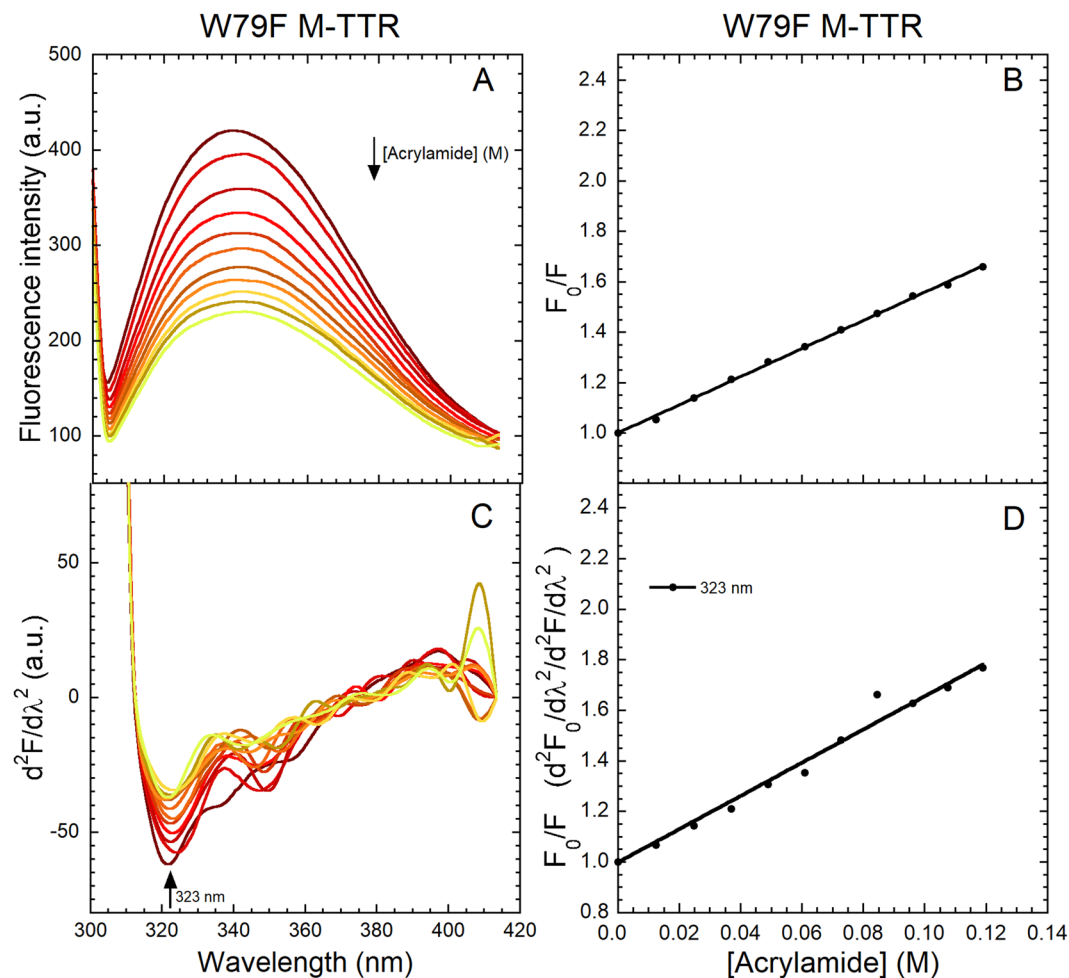 W79F M-TTR
W79F M-TTR
A
500
400
300
200
100
Fluorescence intensity (a.u.)
[Acrylamide] (M)
B
2.4
2.2
2.0
1.8
1.6
1.4
1.2
1.0
F₀/F
C
50
0
-50
d²F/dλ² (a.u.)
323 nm
300 320 340 360 380 400 420
Wavelength (nm)
D
2.4
2.2
2.0
1.8
1.6
1.4
1.2
1.0
0.8
F₀/F (d²F₀/dλ²/d²F/dλ²)
323 nm
0.0 0.02 0.04 0.06 0.08 0.10 0.12 0.14
[Acrylamide] (M)